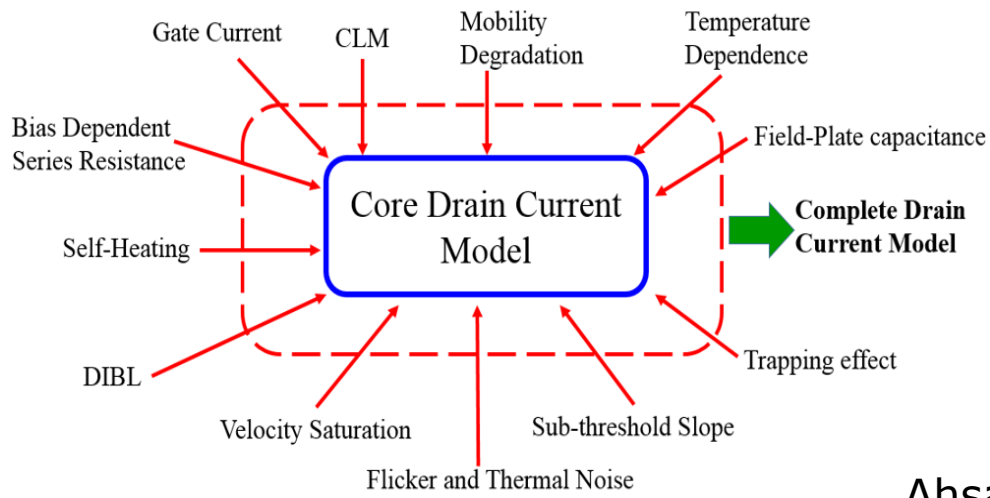 Gate Current
CLM
Mobility
Degradation
Temperature
Dependence
Bias Dependent
Series Resistance
Field-Plate capacitance
Core Drain Current
Model
Complete Drain
Current Model
Self-Heating
DIBL
Trapping effect
Velocity Saturation
Sub-threshold Slope
Flicker and Thermal Noise